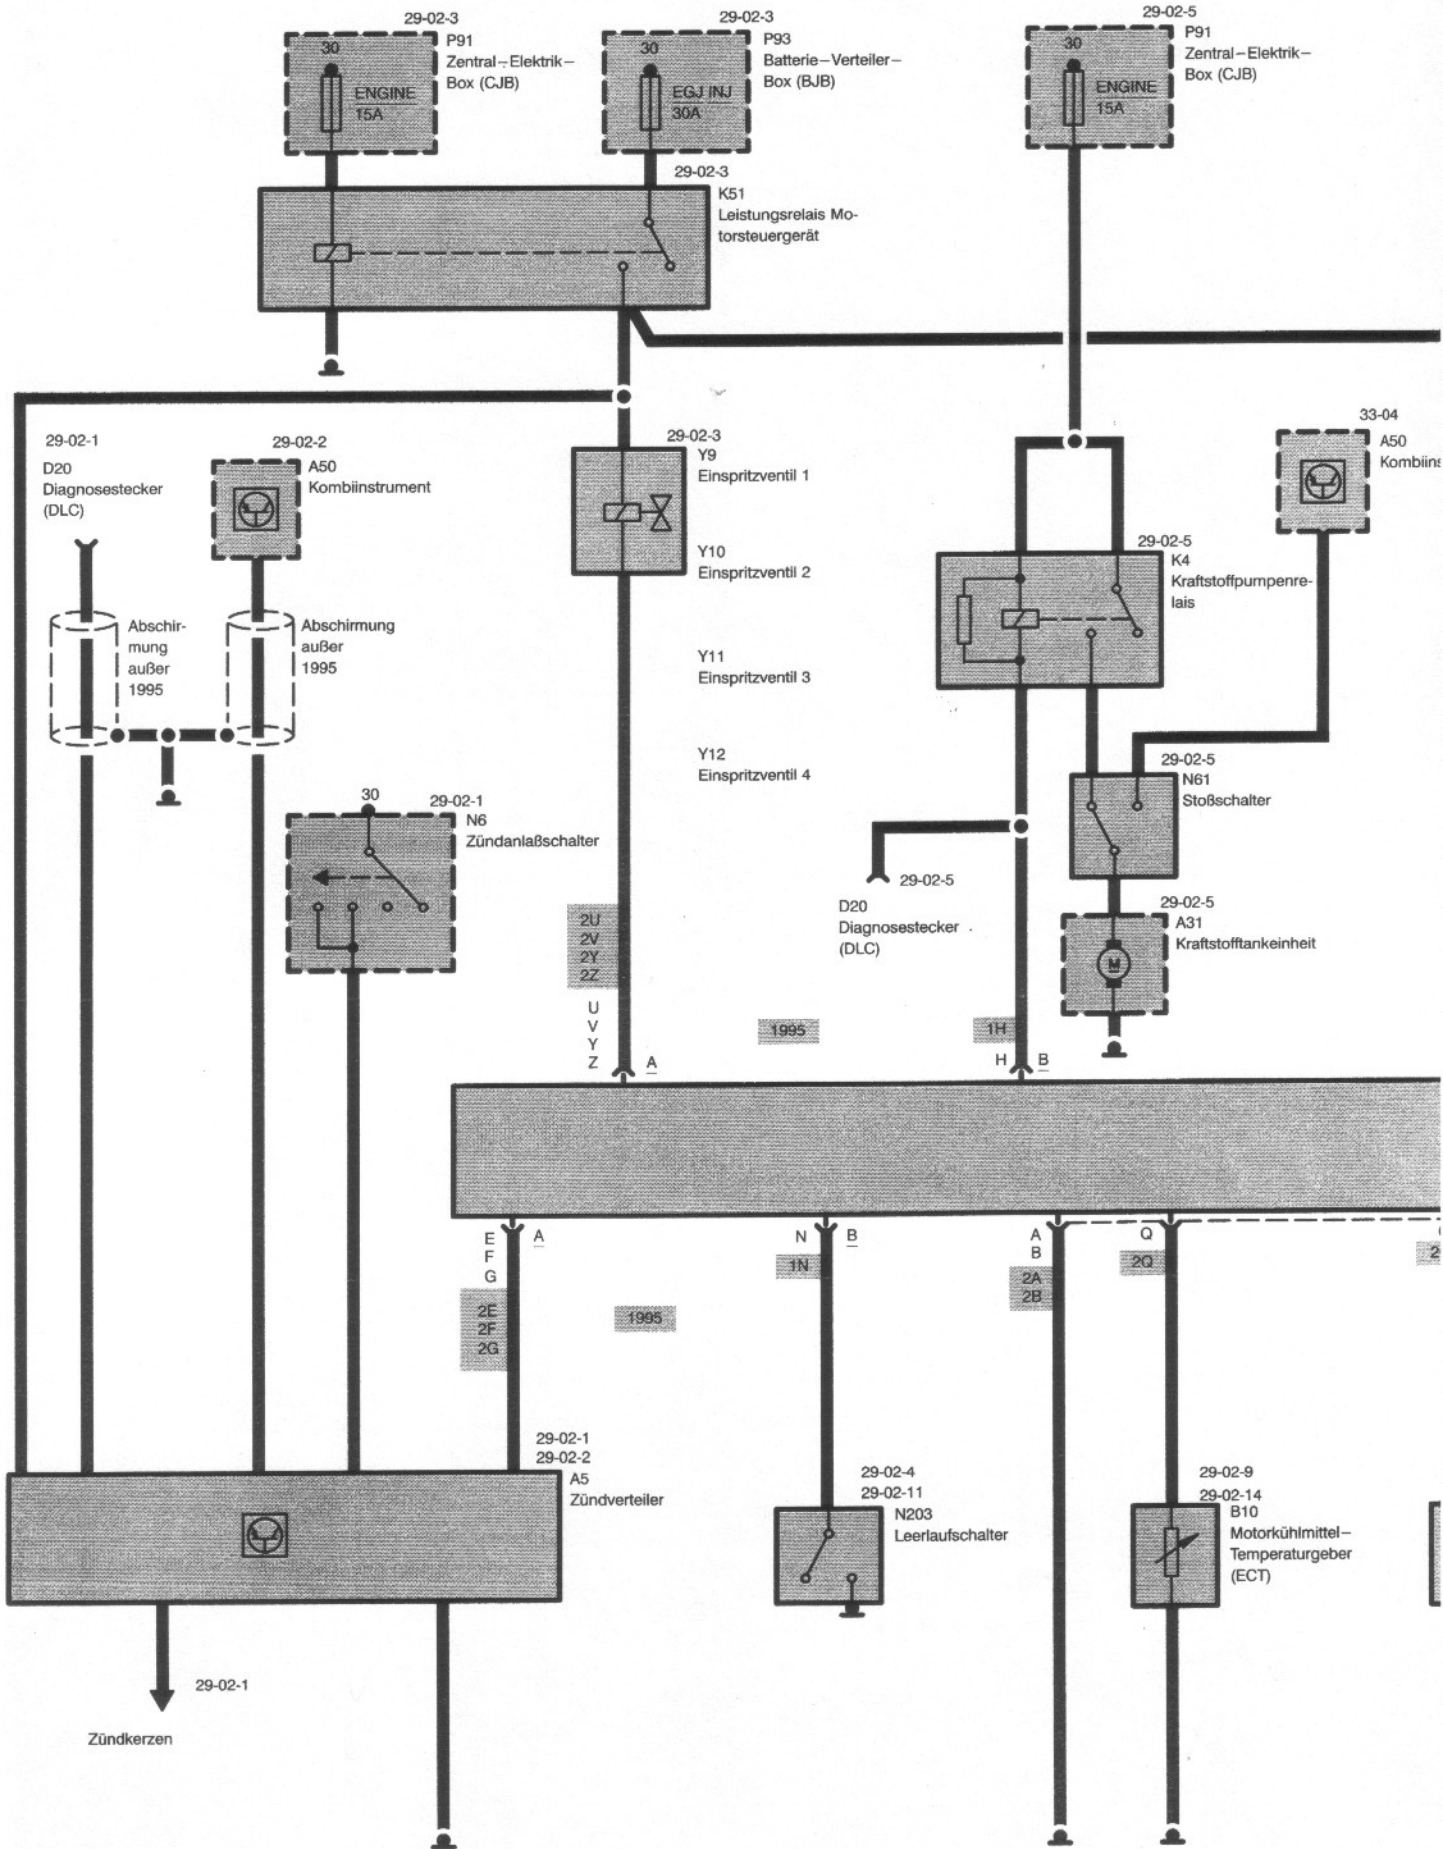 29-02-3
30
ENGINE
15A
P91
Zentral–Elektrik–
Box (CJB)
29-02-3
30
EGJ INJ
30A
P93
Batterie–Verteiler–
Box (BJB)
29-02-5
30
ENGINE
15A
P91
Zentral–Elektrik–
Box (CJB)
29-02-3
K51
Leistungsrelais Mo-
torsteuergerät
29-02-1
D20
Diagnosestecker
(DLC)
29-02-2
A50
Kombiinstrument
29-02-3
Y9
Einspritzventil 1
Y10
Einspritzventil 2
Y11
Einspritzventil 3
Y12
Einspritzventil 4
33-04
A50
Kombiins
29-02-5
K4
Kraftstoffpumpenre-
lais
Abschir-
mung
außer
1995
Abschirmung
außer
1995
29-02-5
N61
Stoßschalter
30
29-02-1
N6
Zündanlaßschalter
29-02-5
D20
Diagnosestecker
(DLC)
29-02-5
A31
Kraftstofftankeinheit
M
2U
2V
2Y
2Z
U
V
Y
Z
A
1995
1H
H
B
E
F
G
A
2E
2F
2G
1995
N
B
1N
A
B
2A
2B
Q
2Q
2
29-02-1
29-02-2
A5
Zündverteiler
29-02-4
29-02-11
N203
Leerlaufschalter
29-02-9
29-02-14
B10
Motorkühlmittel–
Temperaturgeber
(ECT)
29-02-1
Zündkerzen